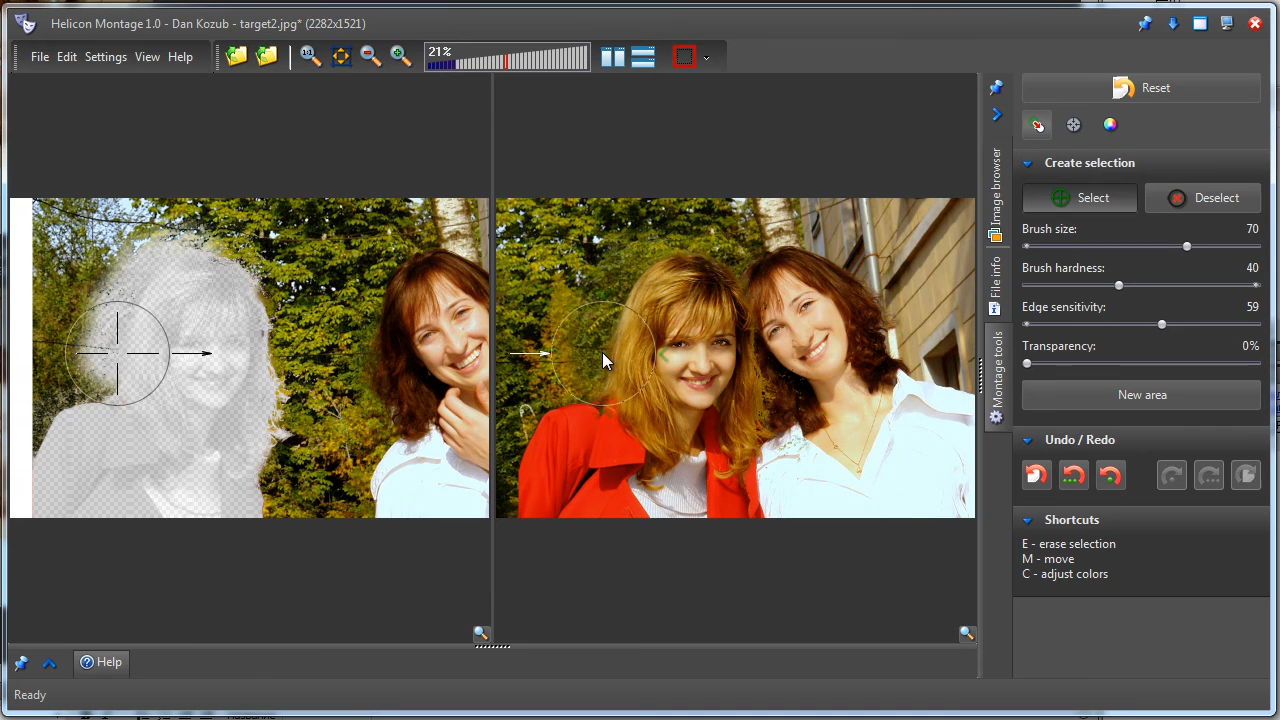 Helicon Montage 1.0 - Dan Kozub - target2.jpg* (2282x1521)
File Edit Settings View Help
1:1
21%
Reset
Image browser
File info
Montage tools
Create selection
Select Deselect
Brush size: 70
Brush hardness: 40
Edge sensitivity: 59
Transparency: 0%
New area
Undo / Redo
Shortcuts
E - erase selection
M - move
C - adjust colors
Help
Ready